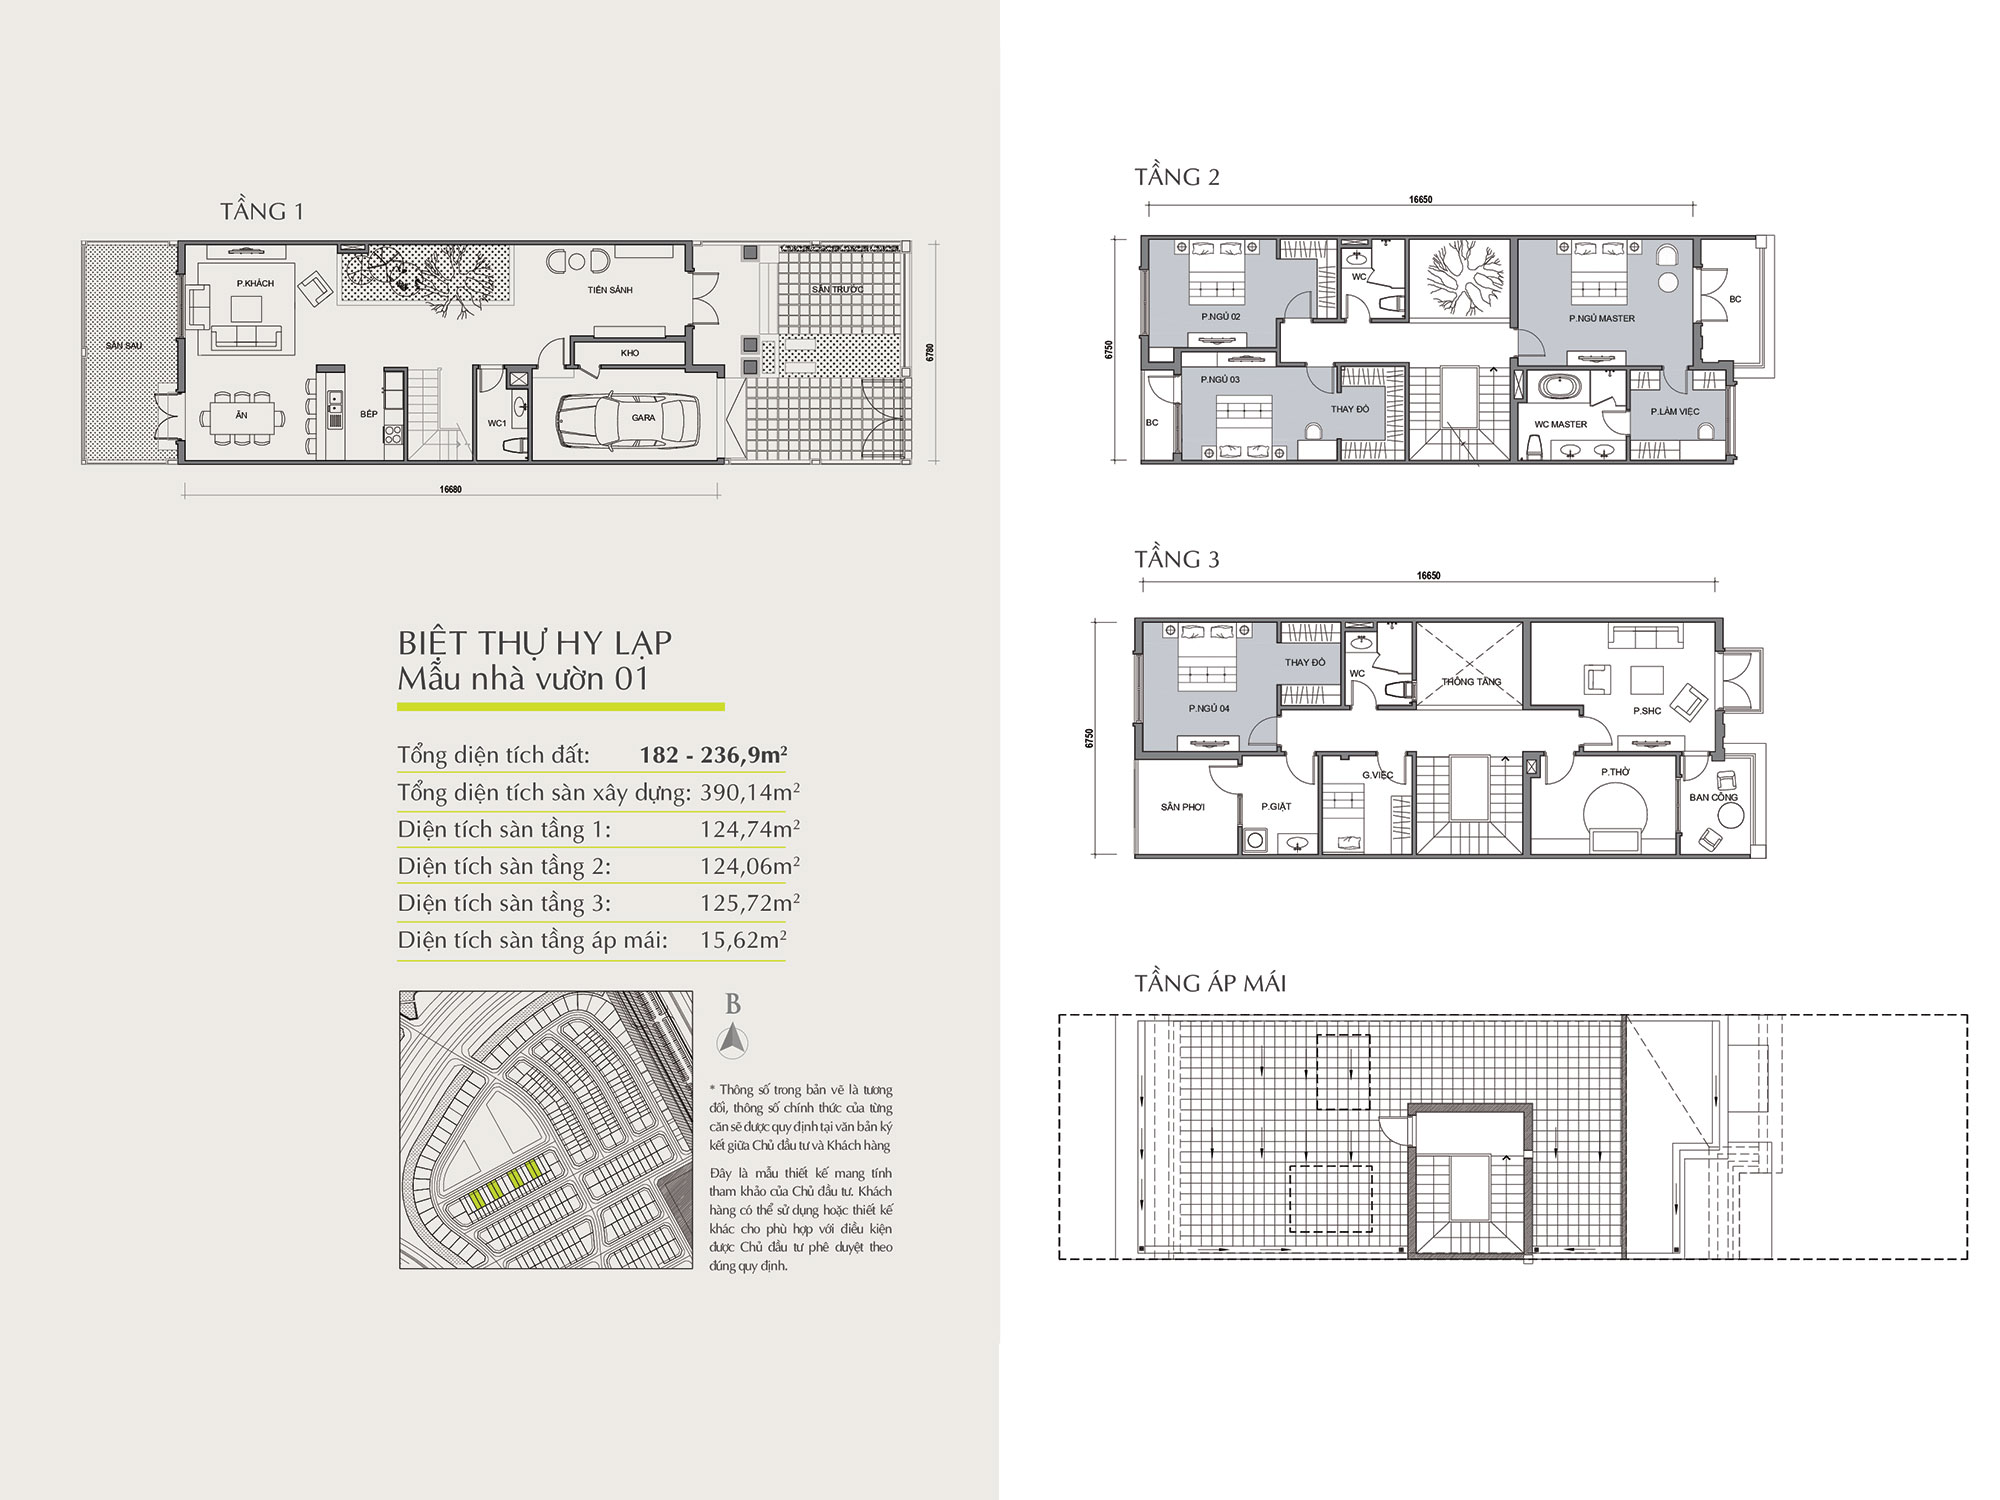 TẦNG 1
P.KHÁCH
TIỀN SẢNH
SÂN TRƯỚC
SÂN SAU
KHO
ĂN
BẾP
WC1
GARA
6780
16680
BIỆT THỰ HY LẠP
Mẫu nhà vườn 01
Tổng diện tích đất: 182 - 236,9m²
Tổng diện tích sàn xây dựng: 390,14m²
Diện tích sàn tầng 1: 124,74m²
Diện tích sàn tầng 2: 124,06m²
Diện tích sàn tầng 3: 125,72m²
Diện tích sàn tầng áp mái: 15,62m²
B
* Thông số trong bản vẽ là tương
đối, thông số chính thức của từng
căn sẽ được quy định tại văn bản ký
kết giữa Chủ đầu tư và Khách hàng
Đây là mẫu thiết kế mang tính
tham khảo của Chủ đầu tư. Khách
hàng có thể sử dụng hoặc thiết kế
khác cho phù hợp với điều kiện
được Chủ đầu tư phê duyệt theo
đúng quy định.
TẦNG 2
16650
6750
P.NGỦ 02
WC
P.NGỦ MASTER
BC
P.NGỦ 03
THAY ĐỒ
BC
WC MASTER
P.LÀM VIỆC
TẦNG 3
16650
6750
P.NGỦ 04
THAY ĐỒ
WC
THÔNG TẦNG
P.SHC
SÂN PHƠI
P.GIẶT
G.VIỆC
P.THỜ
BAN CÔNG
TẦNG ÁP MÁI